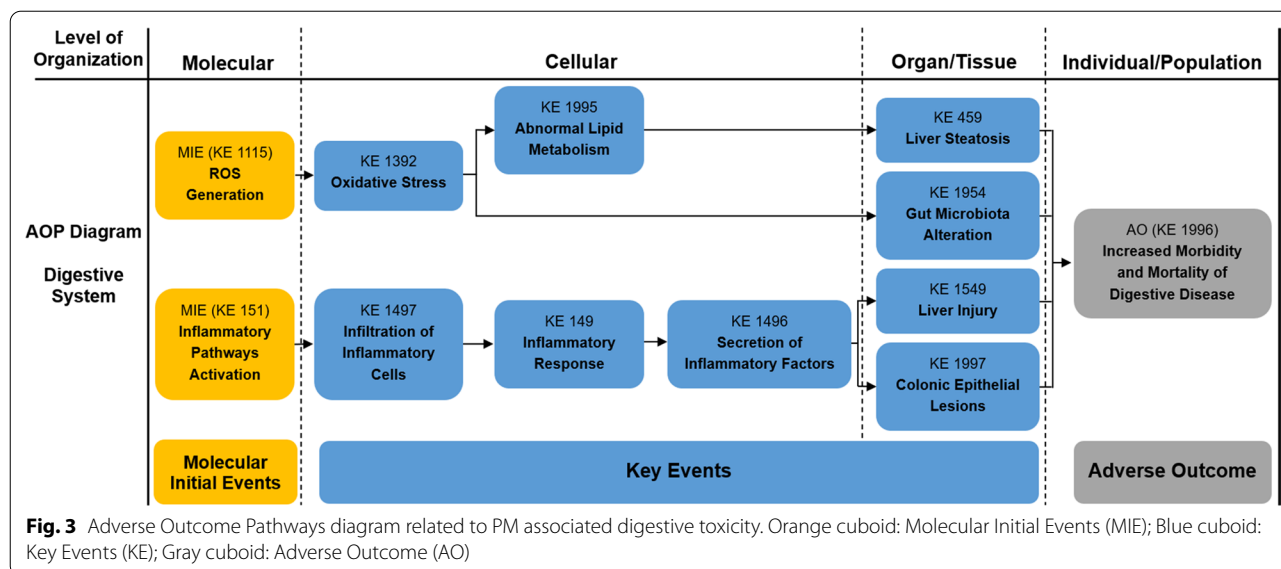 Level of
Organization
Molecular
Cellular
Organ/Tissue
Individual/Population
AOP Diagram
Digestive
System
MIE (KE 1115)
ROS
Generation
KE 1392
Oxidative Stress
KE 1995
Abnormal Lipid
Metabolism
KE 459
Liver Steatosis
KE 1954
Gut Microbiota
Alteration
MIE (KE 151)
Inflammatory
Pathways
Activation
KE 1497
Infiltration of
Inflammatory
Cells
KE 149
Inflammatory
Response
KE 1496
Secretion of
Inflammatory Factors
KE 1549
Liver Injury
KE 1997
Colonic Epithelial
Lesions
AO (KE 1996)
Increased Morbidity
and Mortality of
Digestive Disease
Molecular
Initial Events
Key Events
Adverse Outcome
Fig. 3 Adverse Outcome Pathways diagram related to PM associated digestive toxicity. Orange cuboid: Molecular Initial Events (MIE); Blue cuboid:
Key Events (KE); Gray cuboid: Adverse Outcome (AO)